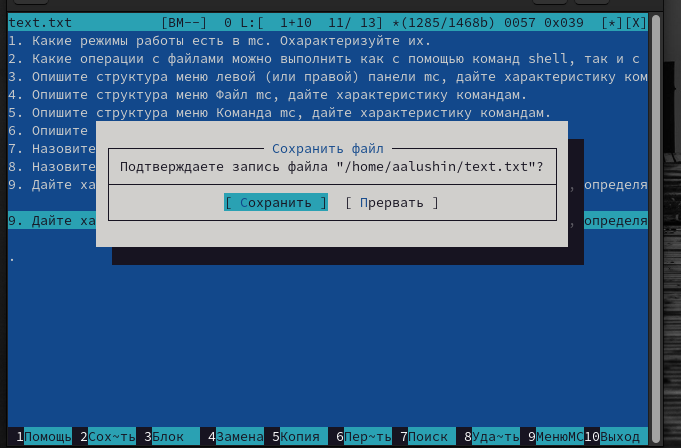 text.txt [BM--] 0 L:[ 1+10 11/ 13] *(1285/1468b) 0057 0x039 [*][X]
1. Какие режимы работы есть в mc. Охарактеризуйте их.
2. Какие операции с файлами можно выполнить как с помощью команд shell, так и с
3. Опишите структура меню левой (или правой) панели mc, дайте характеристику ком
4. Опишите структура меню Файл mc, дайте характеристику командам.
5. Опишите структура меню Команда mc, дайте характеристику командам.
6. Опишите
7. Назовите
8. Назовите
9. Дайте ха , определя
9. Дайте ха , определя
.
Сохранить файл
Подтверждаете запись файла "/home/aalushin/text.txt"?
[ Сохранить ] [ Прервать ]
1Помощь 2Сох~ть 3Блок 4Замена 5Копия 6Пер~ть 7Поиск 8Уда~ть 9МенюMC 10Выход